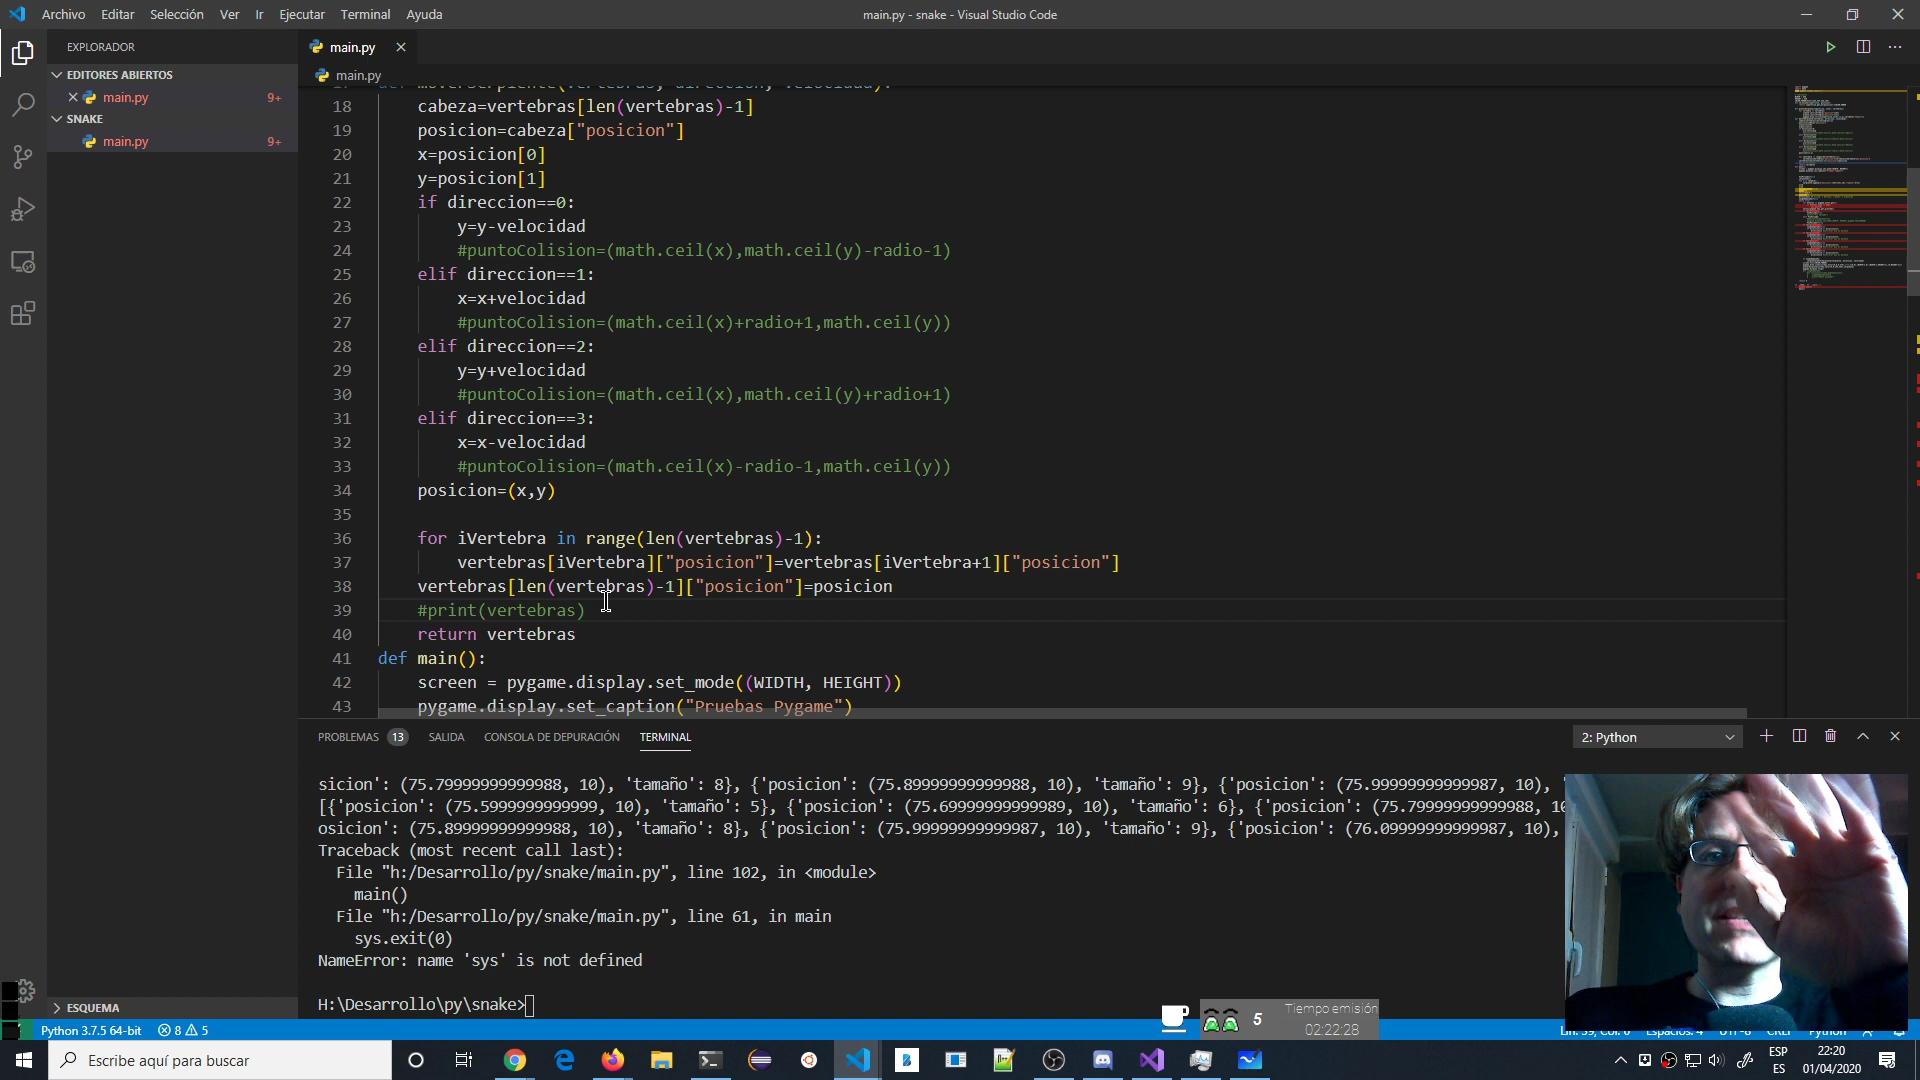 Archivo Editar Selección Ver Ir Ejecutar Terminal Ayuda
main.py - snake - Visual Studio Code
EXPLORADOR
EDITORES ABIERTOS
main.py 9+
SNAKE
main.py 9+
ESQUEMA
main.py
main.py
18 cabeza=vertebras[len(vertebras)-1]
19 posicion=cabeza["posicion"]
20 x=posicion[0]
21 y=posicion[1]
22 if direccion==0:
23 y=y-velocidad
24 #puntoColision=(math.ceil(x),math.ceil(y)-radio-1)
25 elif direccion==1:
26 x=x+velocidad
27 #puntoColision=(math.ceil(x)+radio+1,math.ceil(y))
28 elif direccion==2:
29 y=y+velocidad
30 #puntoColision=(math.ceil(x),math.ceil(y)+radio+1)
31 elif direccion==3:
32 x=x-velocidad
33 #puntoColision=(math.ceil(x)-radio-1,math.ceil(y))
34 posicion=(x,y)
35
36 for iVertebra in range(len(vertebras)-1):
37 vertebras[iVertebra]["posicion"]=vertebras[iVertebra+1]["posicion"]
38 vertebras[len(vertebras)-1]["posicion"]=posicion
39 #print(vertebras)
40 return vertebras
41 def main():
42 screen = pygame.display.set_mode((WIDTH, HEIGHT))
43 pygame.display.set_caption("Pruebas Pygame")
PROBLEMAS 13 SALIDA CONSOLA DE DEPURACIÓN TERMINAL
2: Python
sicion': (75.79999999999988, 10), 'tamaño': 8}, {'posicion': (75.89999999999988, 10), 'tamaño': 9}, {'posicion': (75.99999999999987, 10),
[{'posicion': (75.5999999999999, 10), 'tamaño': 5}, {'posicion': (75.69999999999989, 10), 'tamaño': 6}, {'posicion': (75.79999999999988, 10
osicion': (75.89999999999988, 10), 'tamaño': 8}, {'posicion': (75.99999999999987, 10), 'tamaño': 9}, {'posicion': (76.09999999999987, 10),
Traceback (most recent call last):
File "h:/Desarrollo/py/snake/main.py", line 102, in <module>
main()
File "h:/Desarrollo/py/snake/main.py", line 61, in main
sys.exit(0)
NameError: name 'sys' is not defined
H:\Desarrollo\py\snake>
5 Tiempo emisión
02:22:28
Python 3.7.5 64-bit 8 5
Escribe aquí para buscar
ESP
ES
22:20
01/04/2020